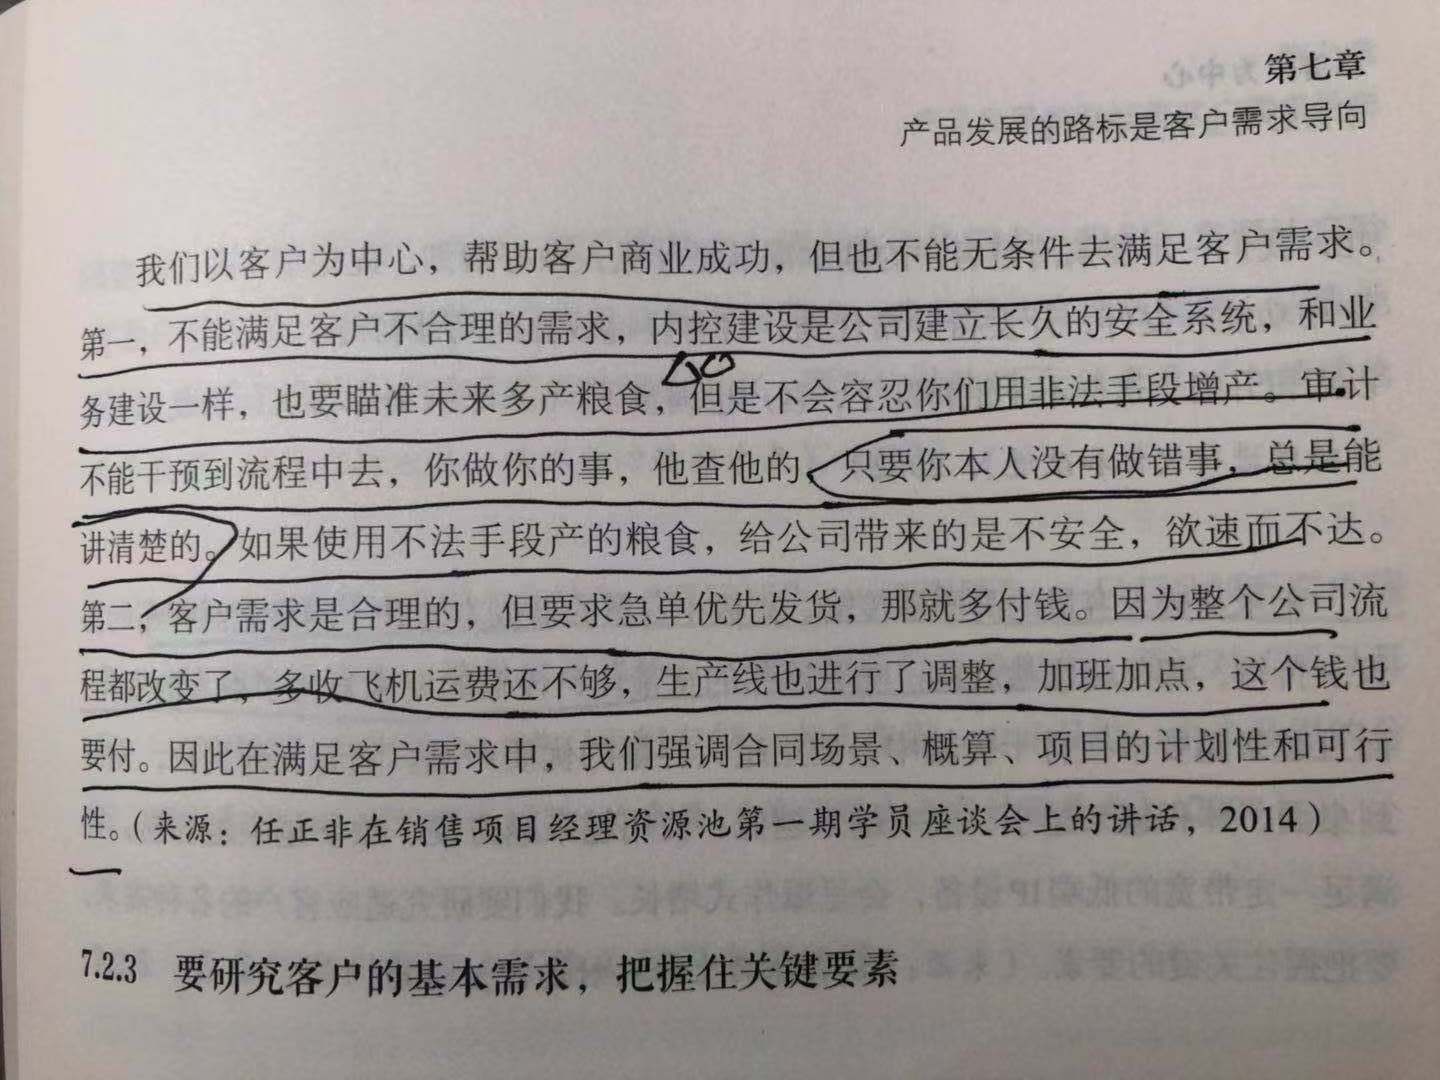 第七章
产品发展的路标是客户需求导向
我们以客户为中心，帮助客户商业成功，但也不能无条件去满足客户需求。
第一，不能满足客户不合理的需求，内控建设是公司建立长久的安全系统，和业
务建设一样，也要瞄准未来多产粮食，但是不会容忍你们用非法手段增产。审计
不能干预到流程中去，你做你的事，他查他的，只要你本人没有做错事，总是能
讲清楚的。如果使用不法手段产的粮食，给公司带来的是不安全，欲速而不达。
第二，客户需求是合理的，但要求急单优先发货，那就多付钱。因为整个公司流
程都改变了，多收飞机运费还不够，生产线也进行了调整，加班加点，这个钱也
要付。因此在满足客户需求中，我们强调合同场景、概算、项目的计划性和可行
性。（来源：任正非在销售项目经理资源池第一期学员座谈会上的讲话，2014）
7.2.3 要研究客户的基本需求，把握住关键要素